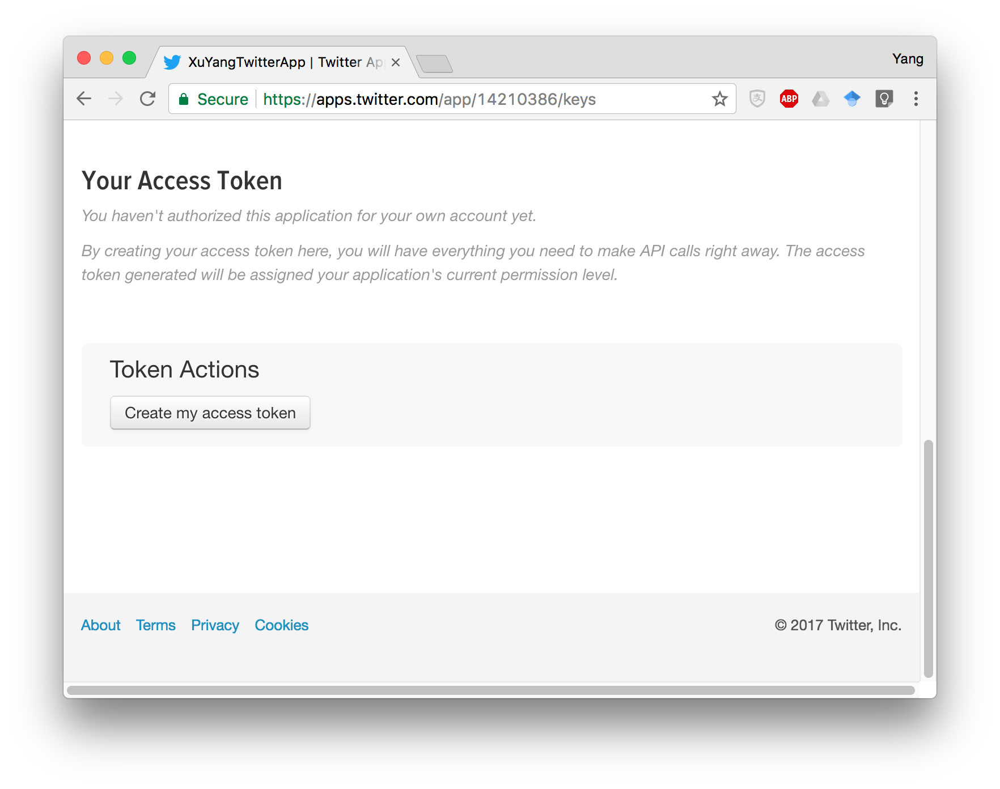 XuYangTwitterApp | Twitter Ap
Yang
Secure https://apps.twitter.com/app/14210386/keys
支
ABP
Your Access Token
You haven't authorized this application for your own account yet.
By creating your access token here, you will have everything you need to make API calls right away. The access
token generated will be assigned your application's current permission level.
Token Actions
Create my access token
About Terms Privacy Cookies
© 2017 Twitter, Inc.